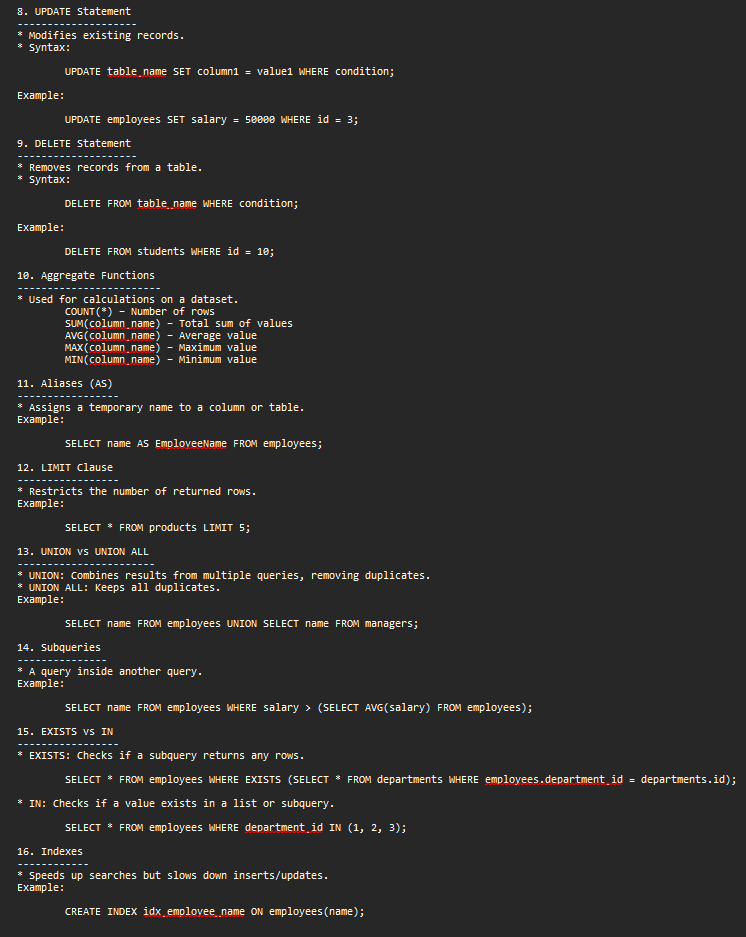 8. UPDATE Statement
--------------------
* Modifies existing records.
* Syntax:
UPDATE table_name SET column1 = value1 WHERE condition;
Example:
UPDATE employees SET salary = 50000 WHERE id = 3;
9. DELETE Statement
--------------------
* Removes records from a table.
* Syntax:
DELETE FROM table_name WHERE condition;
Example:
DELETE FROM students WHERE id = 10;
10. Aggregate Functions
------------------------
* Used for calculations on a dataset.
COUNT(*) – Number of rows
SUM(column_name) – Total sum of values
AVG(column_name) – Average value
MAX(column_name) – Maximum value
MIN(column_name) – Minimum value
11. Aliases (AS)
-----------------
* Assigns a temporary name to a column or table.
Example:
SELECT name AS EmployeeName FROM employees;
12. LIMIT Clause
-----------------
* Restricts the number of returned rows.
Example:
SELECT * FROM products LIMIT 5;
13. UNION vs UNION ALL
-----------------------
* UNION: Combines results from multiple queries, removing duplicates.
* UNION ALL: Keeps all duplicates.
Example:
SELECT name FROM employees UNION SELECT name FROM managers;
14. Subqueries
---------------
* A query inside another query.
Example:
SELECT name FROM employees WHERE salary > (SELECT AVG(salary) FROM employees);
15. EXISTS vs IN
-----------------
* EXISTS: Checks if a subquery returns any rows.
SELECT * FROM employees WHERE EXISTS (SELECT * FROM departments WHERE employees.department_id = departments.id);
* IN: Checks if a value exists in a list or subquery.
SELECT * FROM employees WHERE department_id IN (1, 2, 3);
16. Indexes
------------
* Speeds up searches but slows down inserts/updates.
Example:
CREATE INDEX idx_employee_name ON employees(name);